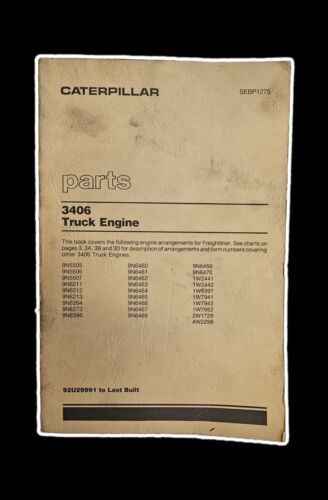 CATERPILLAR SEBP1275
parts
3406
Truck Engine
This book covers the following engine arrangements for Freightliner. See charts on
pages 3, 3A, 3B and 3D for description of arrangements and form numbers covering
other 3406 Truck Engines.
9N5505 9N6460 9N6469
9N5506 9N6461 9N6470
9N5507 9N6462 1W2441
9N6211 9N6463 1W2442
9N6212 9N6464 1W5997
9N6213 9N6465 1W7941
9N6264 9N6466 1W7943
9N6273 9N6467 1W7952
9N6396 9N6468 2W1729
4W2298
92U29991 to Last Built